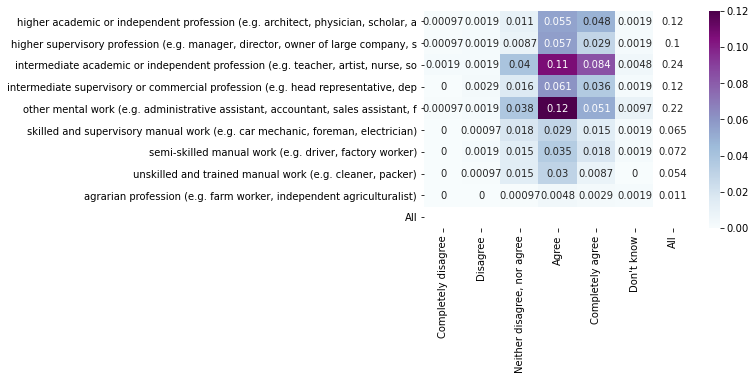 higher academic or independent profession (e.g. architect, physician, scholar, a 0.00097 0.0019 0.011 0.055 0.048 0.0019 0.12
higher supervisory profession (e.g. manager, director, owner of large company, s 0.00097 0.0019 0.0087 0.057 0.029 0.0019 0.1
intermediate academic or independent profession (e.g. teacher, artist, nurse, so 0.0019 0.0019 0.04 0.11 0.084 0.0048 0.24
intermediate supervisory or commercial profession (e.g. head representative, dep 0 0.0029 0.016 0.061 0.036 0.0019 0.12
other mental work (e.g. administrative assistant, accountant, sales assistant, f 0.00097 0.0019 0.038 0.12 0.051 0.0097 0.22
skilled and supervisory manual work (e.g. car mechanic, foreman, electrician) 0 0.00097 0.018 0.029 0.015 0.0019 0.065
semi-skilled manual work (e.g. driver, factory worker) 0 0.0019 0.015 0.035 0.018 0.0019 0.072
unskilled and trained manual work (e.g. cleaner, packer) 0 0.00097 0.015 0.03 0.0087 0 0.054
agrarian profession (e.g. farm worker, independent agriculturalist) 0 0 0.00097 0.0048 0.0029 0.0019 0.011
All
Completely disagree
Disagree
Neither disagree, nor agree
Agree
Completely agree
Don't know
All
0.12
0.10
0.08
0.06
0.04
0.02
0.00